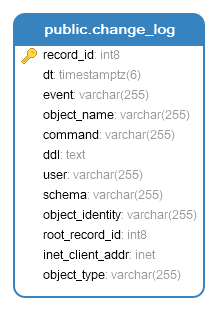 public.change_log
record_id: int8
dt: timestamptz(6)
event: varchar(255)
object_name: varchar(255)
command: varchar(255)
ddl: text
user: varchar(255)
schema: varchar(255)
object_identity: varchar(255)
root_record_id: int8
inet_client_addr: inet
object_type: varchar(255)